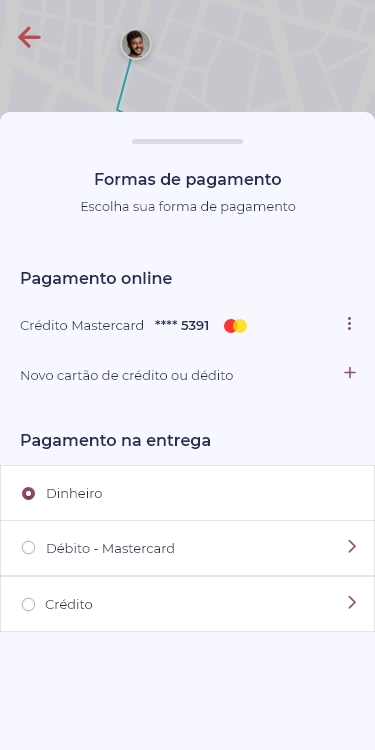 Formas de pagamento
Escolha sua forma de pagamento
Pagamento online
Crédito Mastercard **** 5391
Novo cartão de crédito ou dédito
Pagamento na entrega
Dinheiro
Débito - Mastercard
Crédito